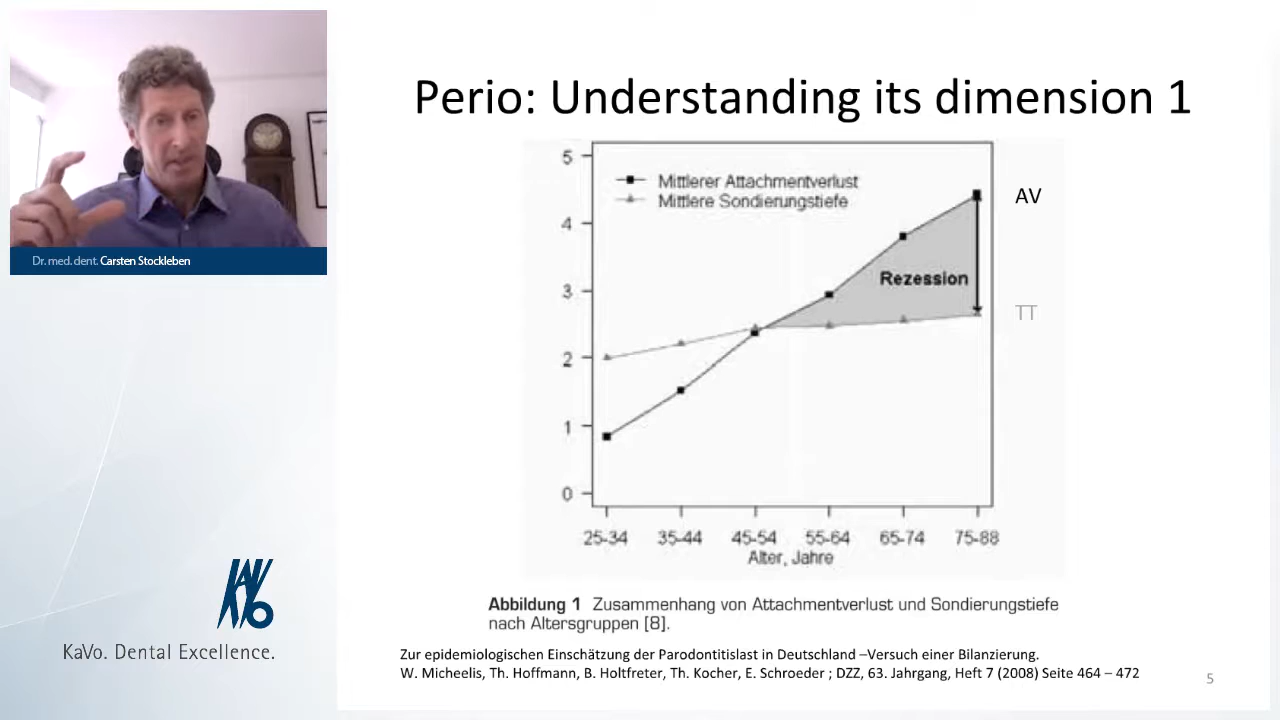 Perio: Understanding its dimension 1
Dr. med. dent. Carsten Stockleben
5
4
3
2
1
0
Mittlerer Attachmentverlust
Mittlere Sondierungstiefe
Rezession
AV
TT
25-34 35-44 45-54 55-64 65-74 75-88
Alter, Jahre
Abbildung 1 Zusammenhang von Attachmentverlust und Sondierungstiefe
nach Altersgruppen [8].
KaVo
KaVo. Dental Excellence.
Zur epidemiologischen Einschätzung der Parodontitislast in Deutschland –Versuch einer Bilanzierung.
W. Micheelis, Th. Hoffmann, B. Holtfreter, Th. Kocher, E. Schroeder ; DZZ, 63. Jahrgang, Heft 7 (2008) Seite 464 – 472
5